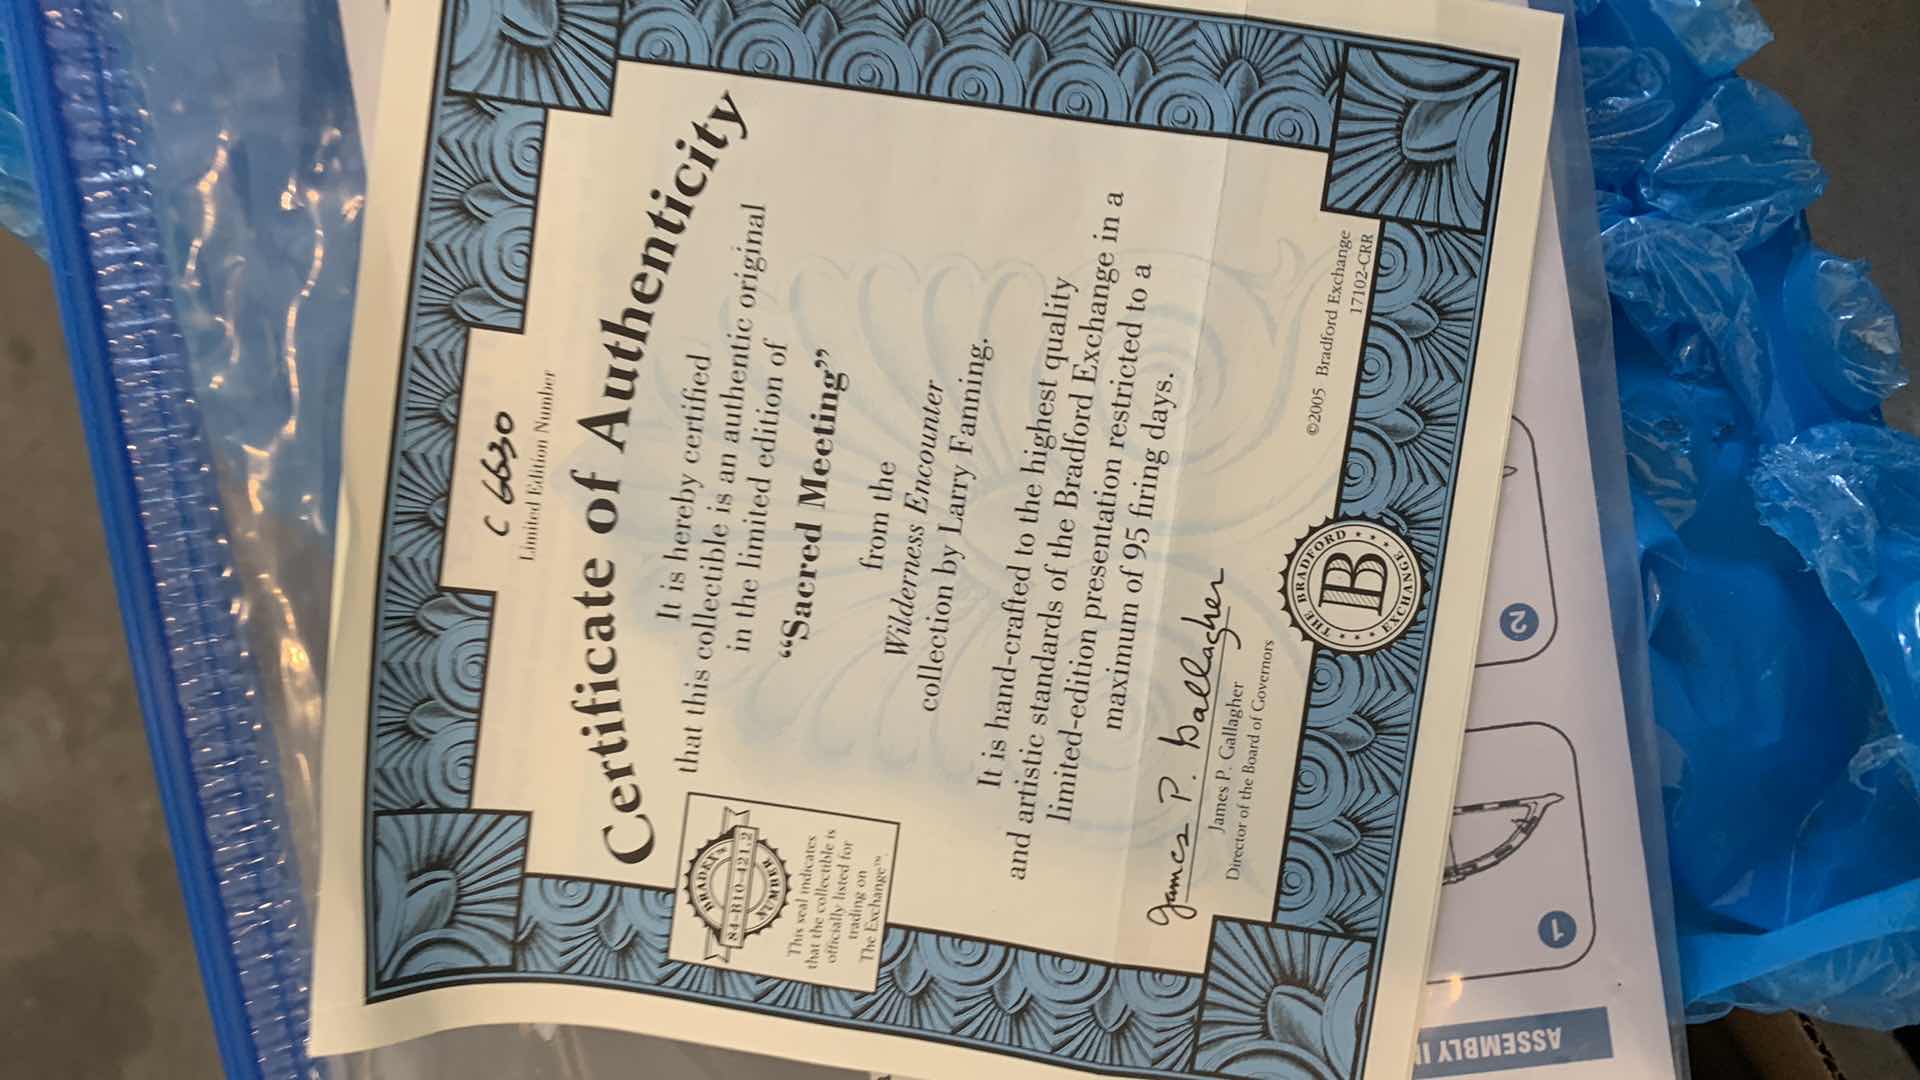 C 6630
Limited Edition Number
Certificate of Authenticity
It is hereby certified
that this collectible is an authentic original
in the limited edition of
“Sacred Meeting”
from the
Wilderness Encounter
collection by Larry Fanning.
It is hand-crafted to the highest quality
and artistic standards of the Bradford Exchange in a
limited-edition presentation restricted to a
maximum of 95 firing days.
BRADEX
84-B10-421.2
NUMBER
This seal indicates
that the collectible is
officially listed for
trading on
The Exchange™.
James P. Gallagher
James P. Gallagher
Director of the Board of Governors
THE BRADFORD
B
EXCHANGE
©2005 Bradford Exchange
17102-CRR
ASSEMBLY
1
2